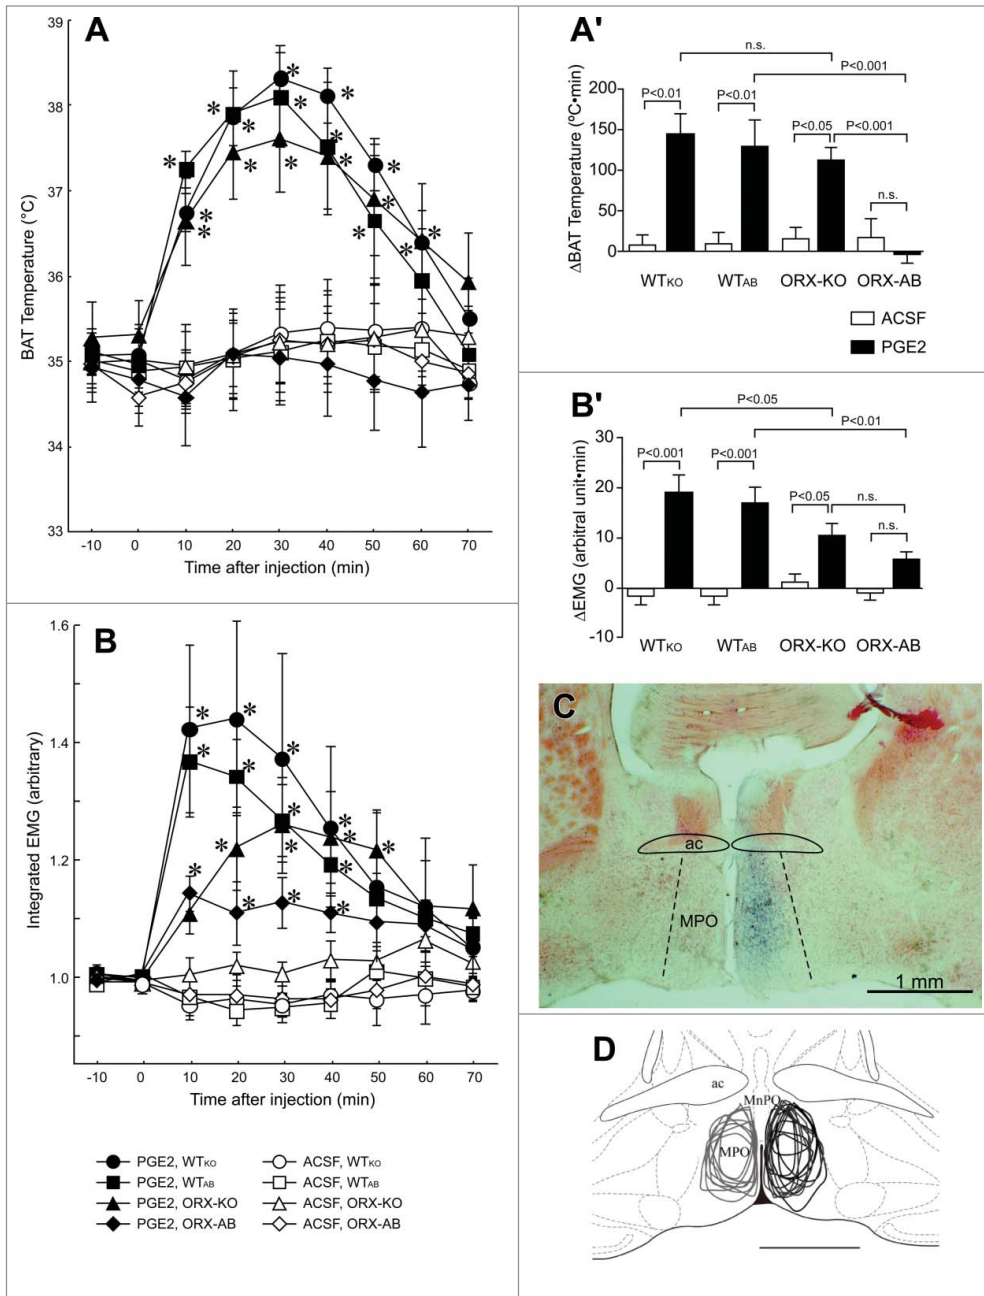 A
39
38
37
36
35
34
33
BAT Temperature (°C)
-10 0 10 20 30 40 50 60 70
Time after injection (min)
A'
n.s.
P<0.001
P<0.01 P<0.01
P<0.05 P<0.001
n.s.
200
150
100
50
0
ΔBAT Temperature (°C•min)
WTKO WTAB ORX-KO ORX-AB
ACSF
PGE2
B'
P<0.05
P<0.01
P<0.001 P<0.001
P<0.05 n.s.
n.s.
30
20
10
0
-10
ΔEMG (arbitral unit•min)
WTKO WTAB ORX-KO ORX-AB
B
1.6
1.4
1.2
1.0
Integrated EMG (arbitrary)
-10 0 10 20 30 40 50 60 70
Time after injection (min)
PGE2, WTKO ACSF, WTKO
PGE2, WTAB ACSF, WTAB
PGE2, ORX-KO ACSF, ORX-KO
PGE2, ORX-AB ACSF, ORX-AB
C
ac
MPO
1 mm
D
ac
MnPO
MPO